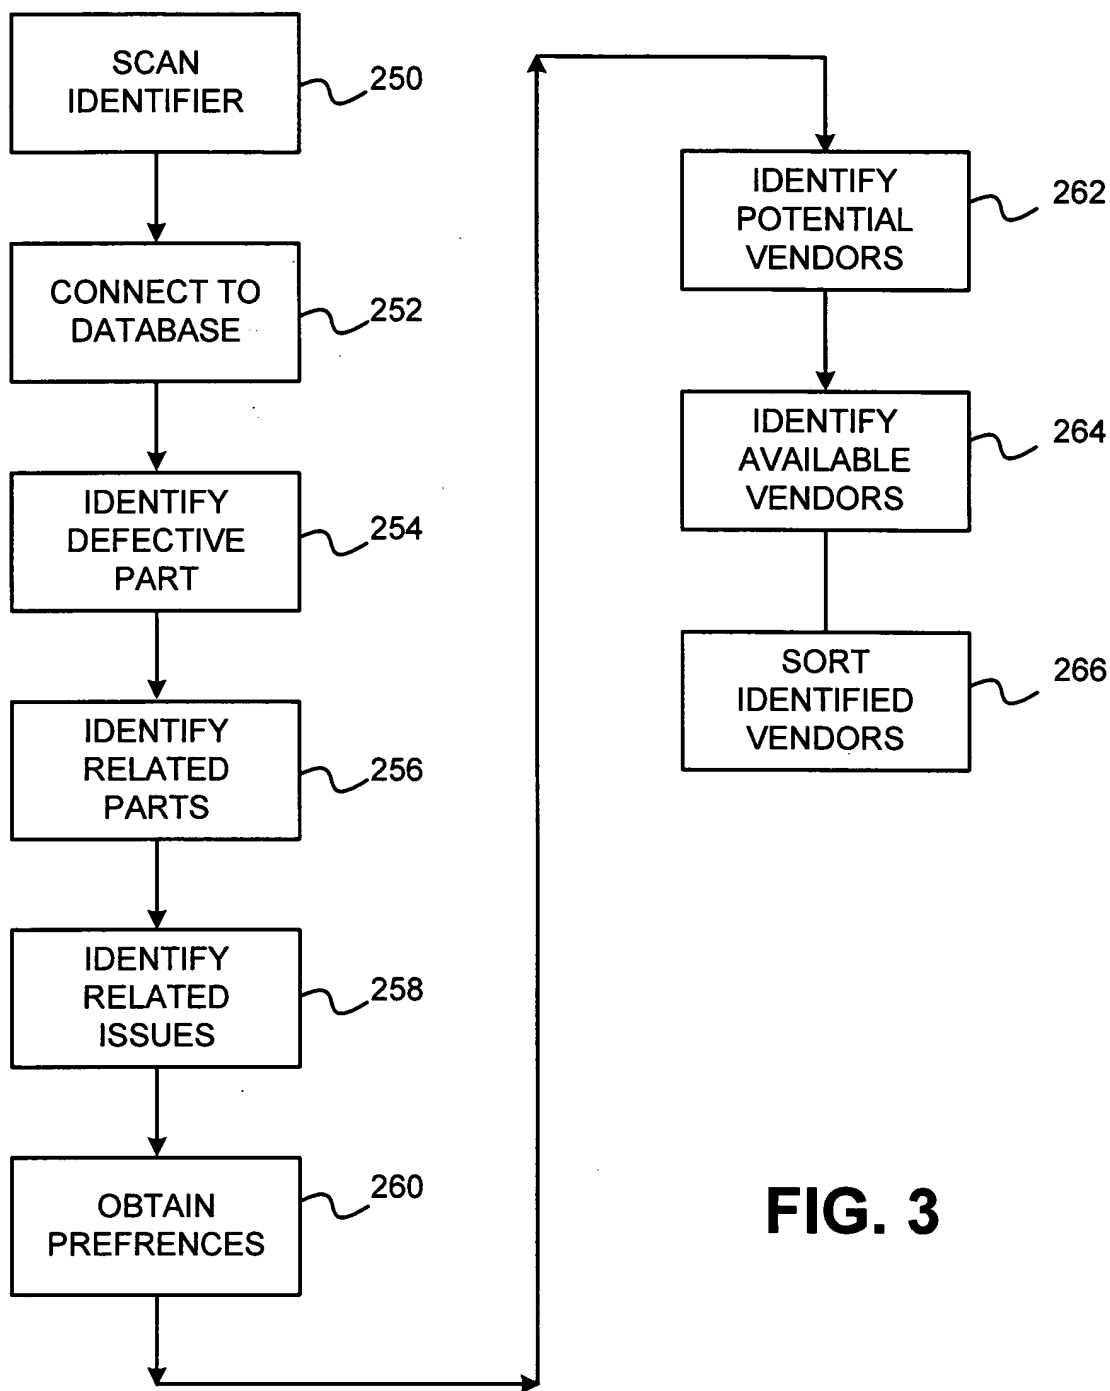 SCAN
IDENTIFIER
250
CONNECT TO
DATABASE
252
IDENTIFY
DEFECTIVE
PART
254
IDENTIFY
RELATED
PARTS
256
IDENTIFY
RELATED
ISSUES
258
OBTAIN
PREFRENCES
260
IDENTIFY
POTENTIAL
VENDORS
262
IDENTIFY
AVAILABLE
VENDORS
264
SORT
IDENTIFIED
VENDORS
266
FIG. 3